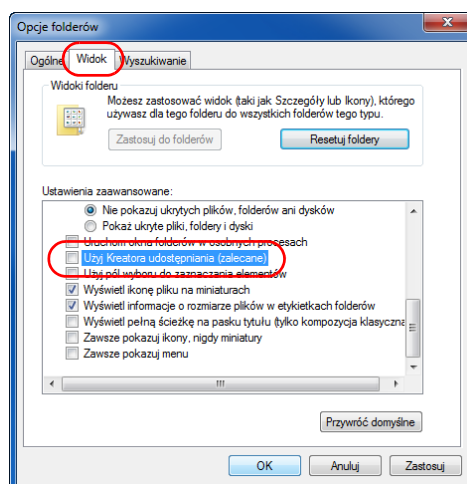 Opcje folderów
Ogólne Widok Wyszukiwanie
Widoki folderu
Możesz zastosować widok (taki jak Szczegóły lub Ikony), którego
używasz dla tego folderu do wszystkich folderów tego typu.
Zastosuj do folderów Resetuj foldery
Ustawienia zaawansowane:
Nie pokazuj ukrytych plików, folderów ani dysków
Pokaż ukryte pliki, foldery i dyski
Uruchom okna folderów w osobnych procesach
Użyj Kreatora udostępniania (zalecane)
Użyj pól wyboru do zaznaczania elementów
Wyświetl ikonę pliku na miniaturach
Wyświetl informacje o rozmiarze plików w etykietkach folderów
Wyświetl pełną ścieżkę na pasku tytułu (tylko kompozycja klasyczna
Zawsze pokazuj ikony, nigdy miniatury
Zawsze pokazuj menu
Przywróć domyślne
OK Anuluj Zastosuj